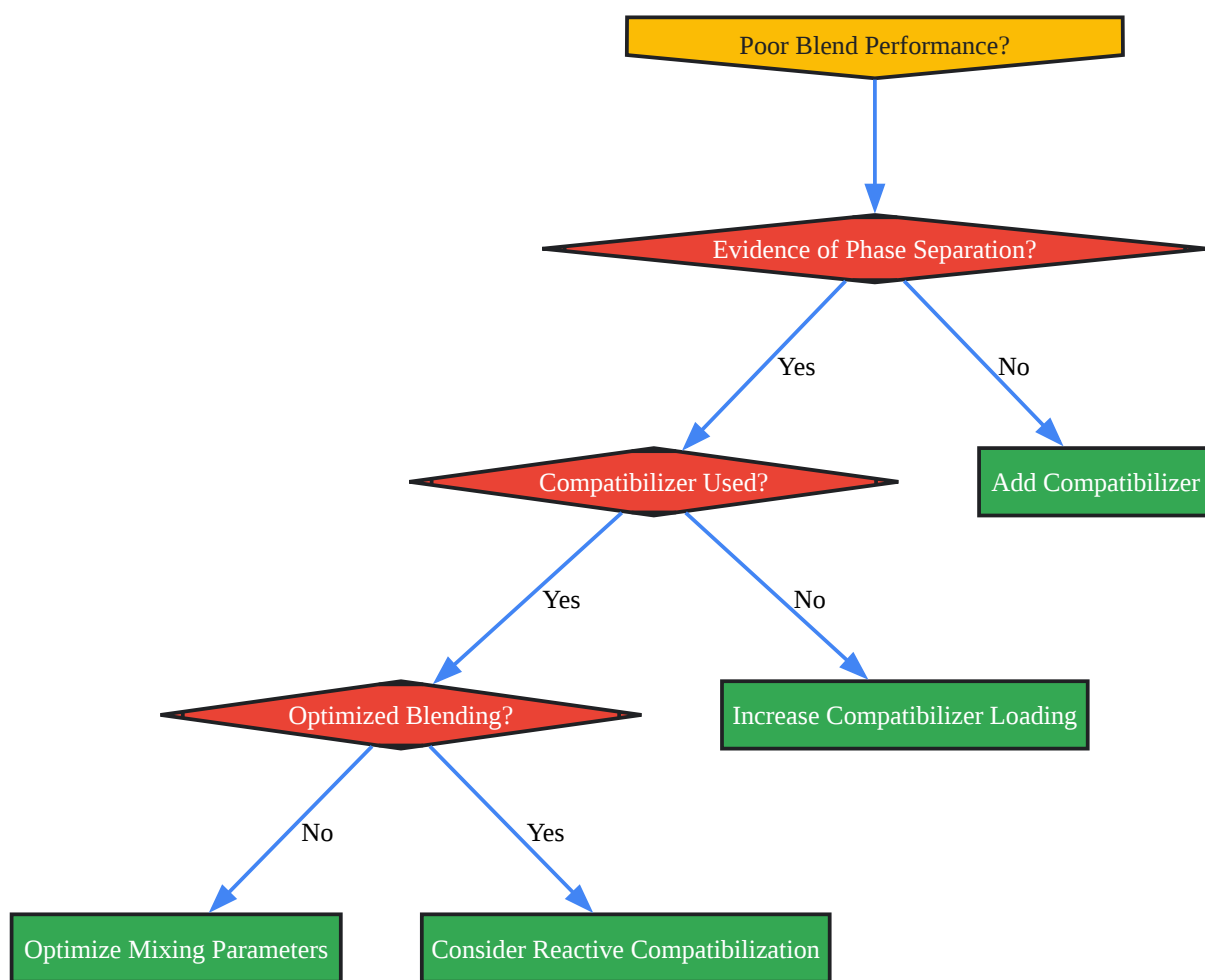 Poor Blend Performance?
Evidence of Phase Separation?
Yes
No
Compatibilizer Used?
Add Compatibilizer
Yes
No
Optimized Blending?
Increase Compatibilizer Loading
No
Yes
Optimize Mixing Parameters
Consider Reactive Compatibilization